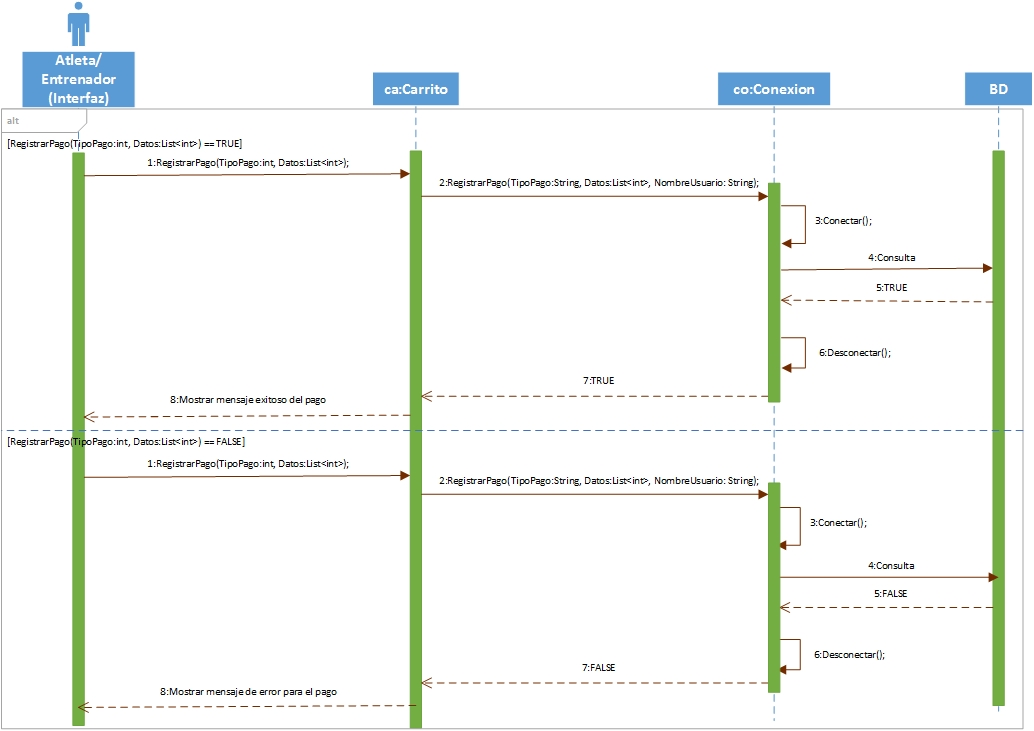 Atleta/
Entrenador
(Interfaz)
ca:Carrito
co:Conexion
BD
alt
[RegistrarPago(TipoPago:int, Datos:List<int>) == TRUE]
1:RegistrarPago(TipoPago:int, Datos:List<int>);
2:RegistrarPago(TipoPago:String, Datos:List<int>, NombreUsuario: String);
3:Conectar();
4:Consulta
5:TRUE
6:Desconectar();
7:TRUE
8:Mostrar mensaje exitoso del pago
[RegistrarPago(TipoPago:int, Datos:List<int>) == FALSE]
1:RegistrarPago(TipoPago:int, Datos:List<int>);
2:RegistrarPago(TipoPago:String, Datos:List<int>, NombreUsuario: String);
3:Conectar();
4:Consulta
5:FALSE
6:Desconectar();
7:FALSE
8:Mostrar mensaje de error para el pago